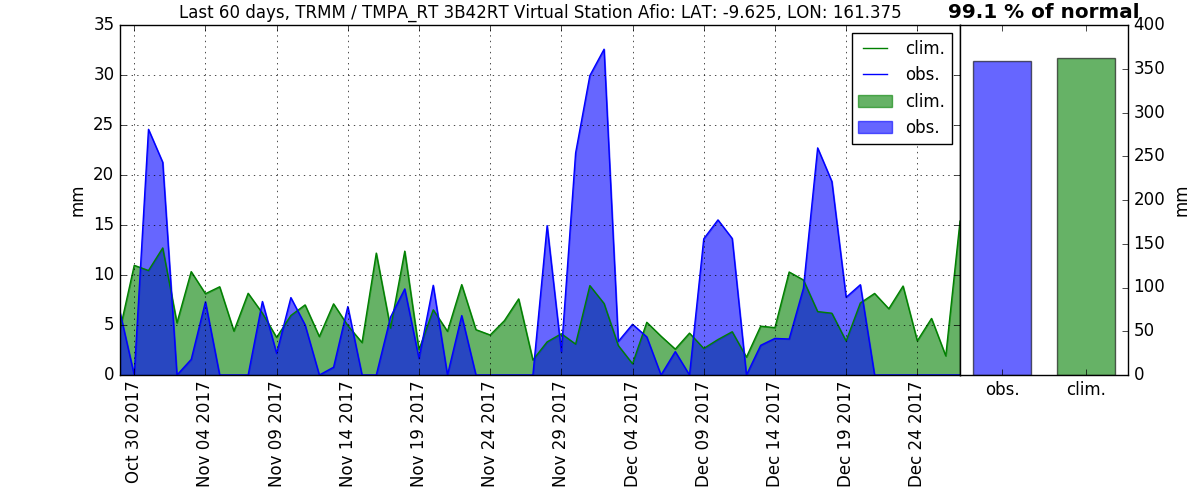 Last 60 days, TRMM / TMPA_RT 3B42RT Virtual Station Afio: LAT: -9.625, LON: 161.375
99.1 % of normal
35
30
25
20
15
10
5
0
mm
clim.
obs.
clim.
obs.
Oct 30 2017
Nov 04 2017
Nov 09 2017
Nov 14 2017
Nov 19 2017
Nov 24 2017
Nov 29 2017
Dec 04 2017
Dec 09 2017
Dec 14 2017
Dec 19 2017
Dec 24 2017
400
350
300
250
200
150
100
50
0
mm
obs.
clim.